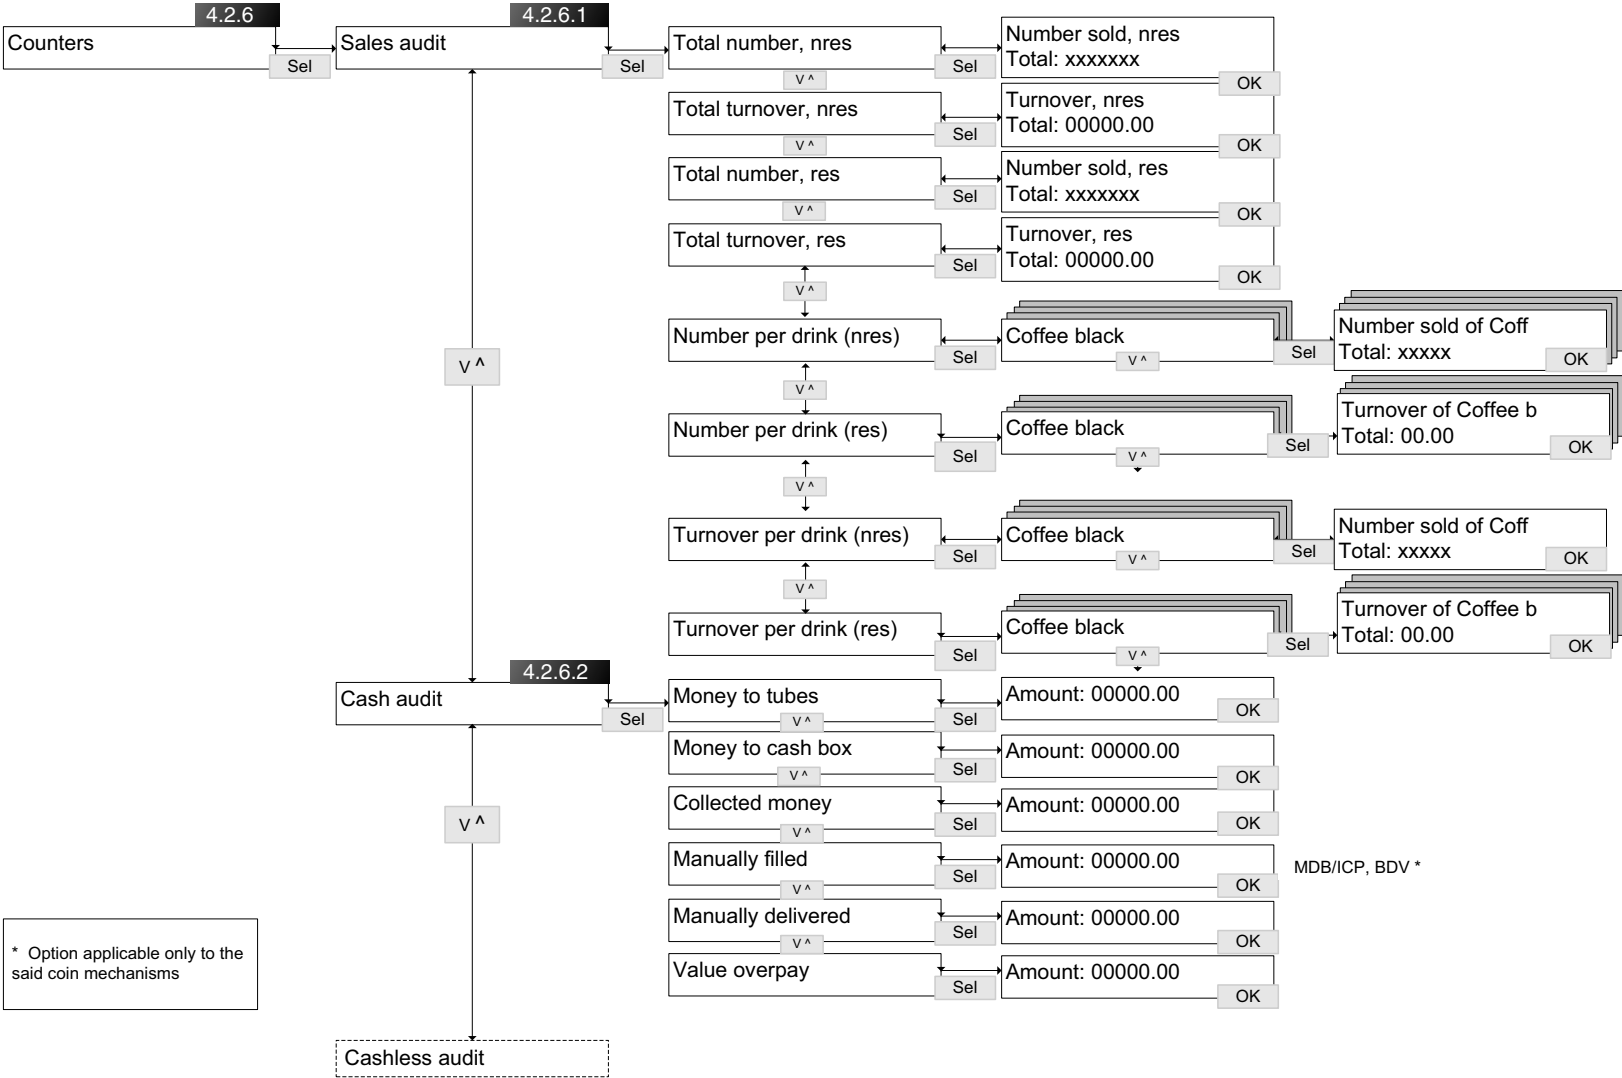 4.2.6
4.2.6.1
Counters
Sel
Sales audit
Sel
Total number, nres
Sel
V ^
Number sold, nres
Total: xxxxxxx
OK
Total turnover, nres
Sel
V ^
Turnover, nres
Total: 00000.00
OK
Total number, res
Sel
V ^
Number sold, res
Total: xxxxxxx
OK
Total turnover, res
Sel
V ^
Turnover, res
Total: 00000.00
OK
V ^
Number per drink (nres)
Sel
V ^
Coffee black
V ^
Sel
Number sold of Coff
Total: xxxxx
OK
Number per drink (res)
Sel
V ^
Coffee black
V ^
Sel
Turnover of Coffee b
Total: 00.00
OK
Turnover per drink (nres)
Sel
V ^
Coffee black
V ^
Sel
Number sold of Coff
Total: xxxxx
OK
Turnover per drink (res)
Sel
Coffee black
V ^
Sel
Turnover of Coffee b
Total: 00.00
OK
4.2.6.2
Cash audit
Sel
Money to tubes
V ^
Sel
Amount: 00000.00
OK
Money to cash box
V ^
Sel
Amount: 00000.00
OK
Collected money
V ^
Sel
Amount: 00000.00
OK
V ^
Manually filled
V ^
Sel
Amount: 00000.00
OK
MDB/ICP, BDV *
Manually delivered
V ^
Sel
Amount: 00000.00
OK
Value overpay
Sel
Amount: 00000.00
OK
* Option applicable only to the
said coin mechanisms
Cashless audit